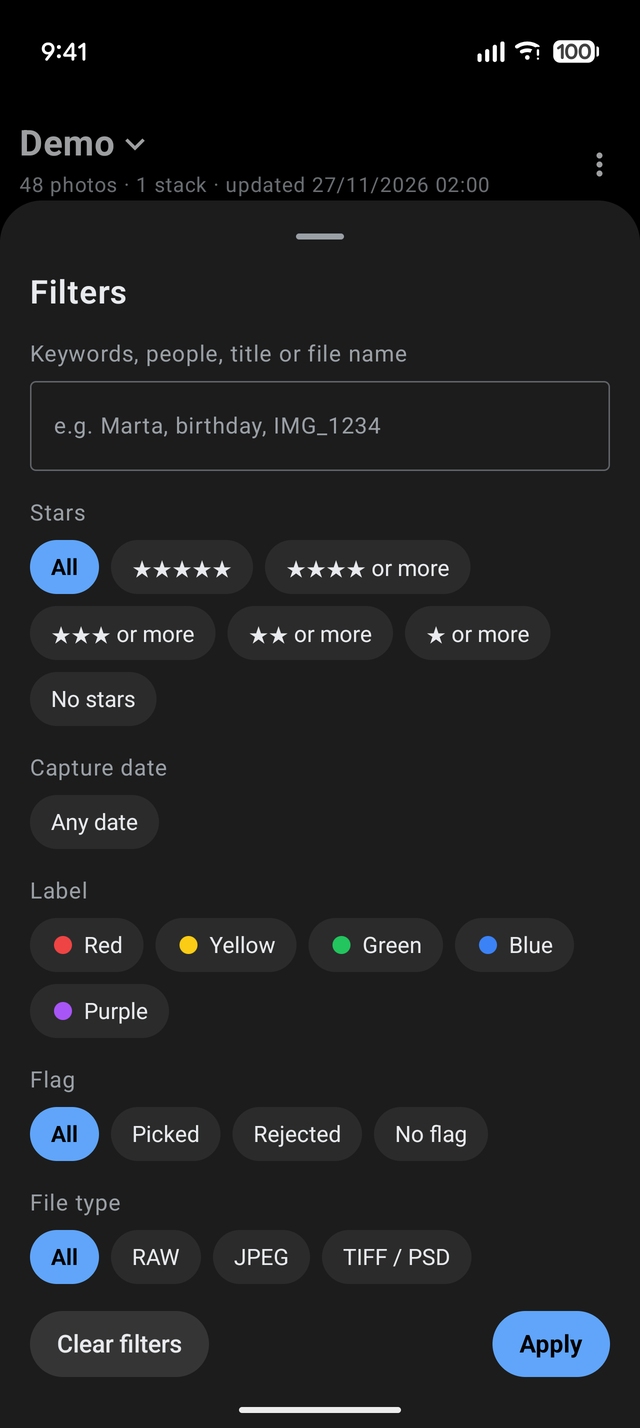 9:41
100
Demo
48 photos · 1 stack · updated 27/11/2026 02:00
Filters
Keywords, people, title or file name
e.g. Marta, birthday, IMG_1234
Stars
All ★★★★★ ★★★★ or more
★★★ or more ★★ or more ★ or more
No stars
Capture date
Any date
Label
Red Yellow Green Blue
Purple
Flag
All Picked Rejected No flag
File type
All RAW JPEG TIFF / PSD
Clear filters Apply